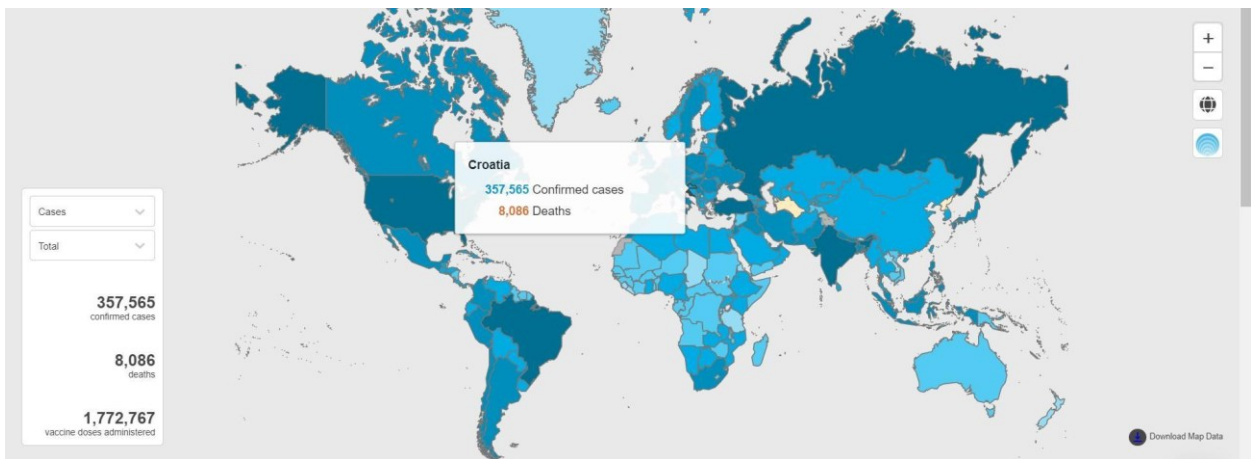 +
−
Croatia
357,565 Confirmed cases
8,086 Deaths
Cases
Total
357,565
confirmed cases
8,086
deaths
1,772,767
vaccine doses administered
Download Map Data